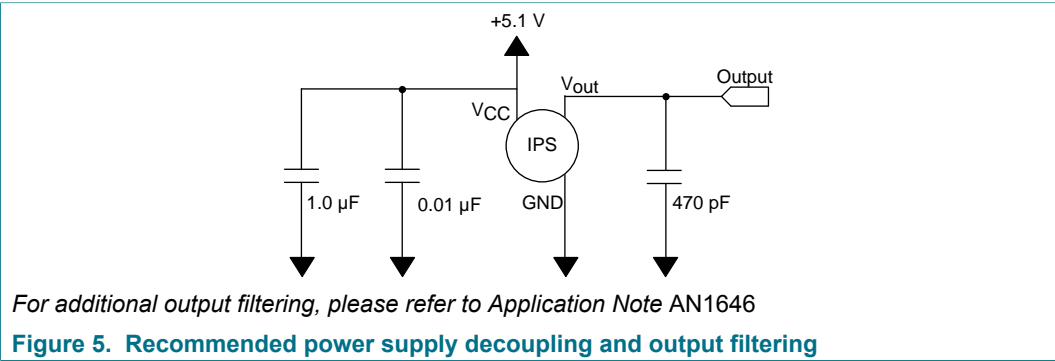 +5.1 V
Vout
Output
VCC
IPS
1.0 µF
0.01 µF
GND
470 pF
For additional output filtering, please refer to Application Note AN1646
Figure 5. Recommended power supply decoupling and output filtering